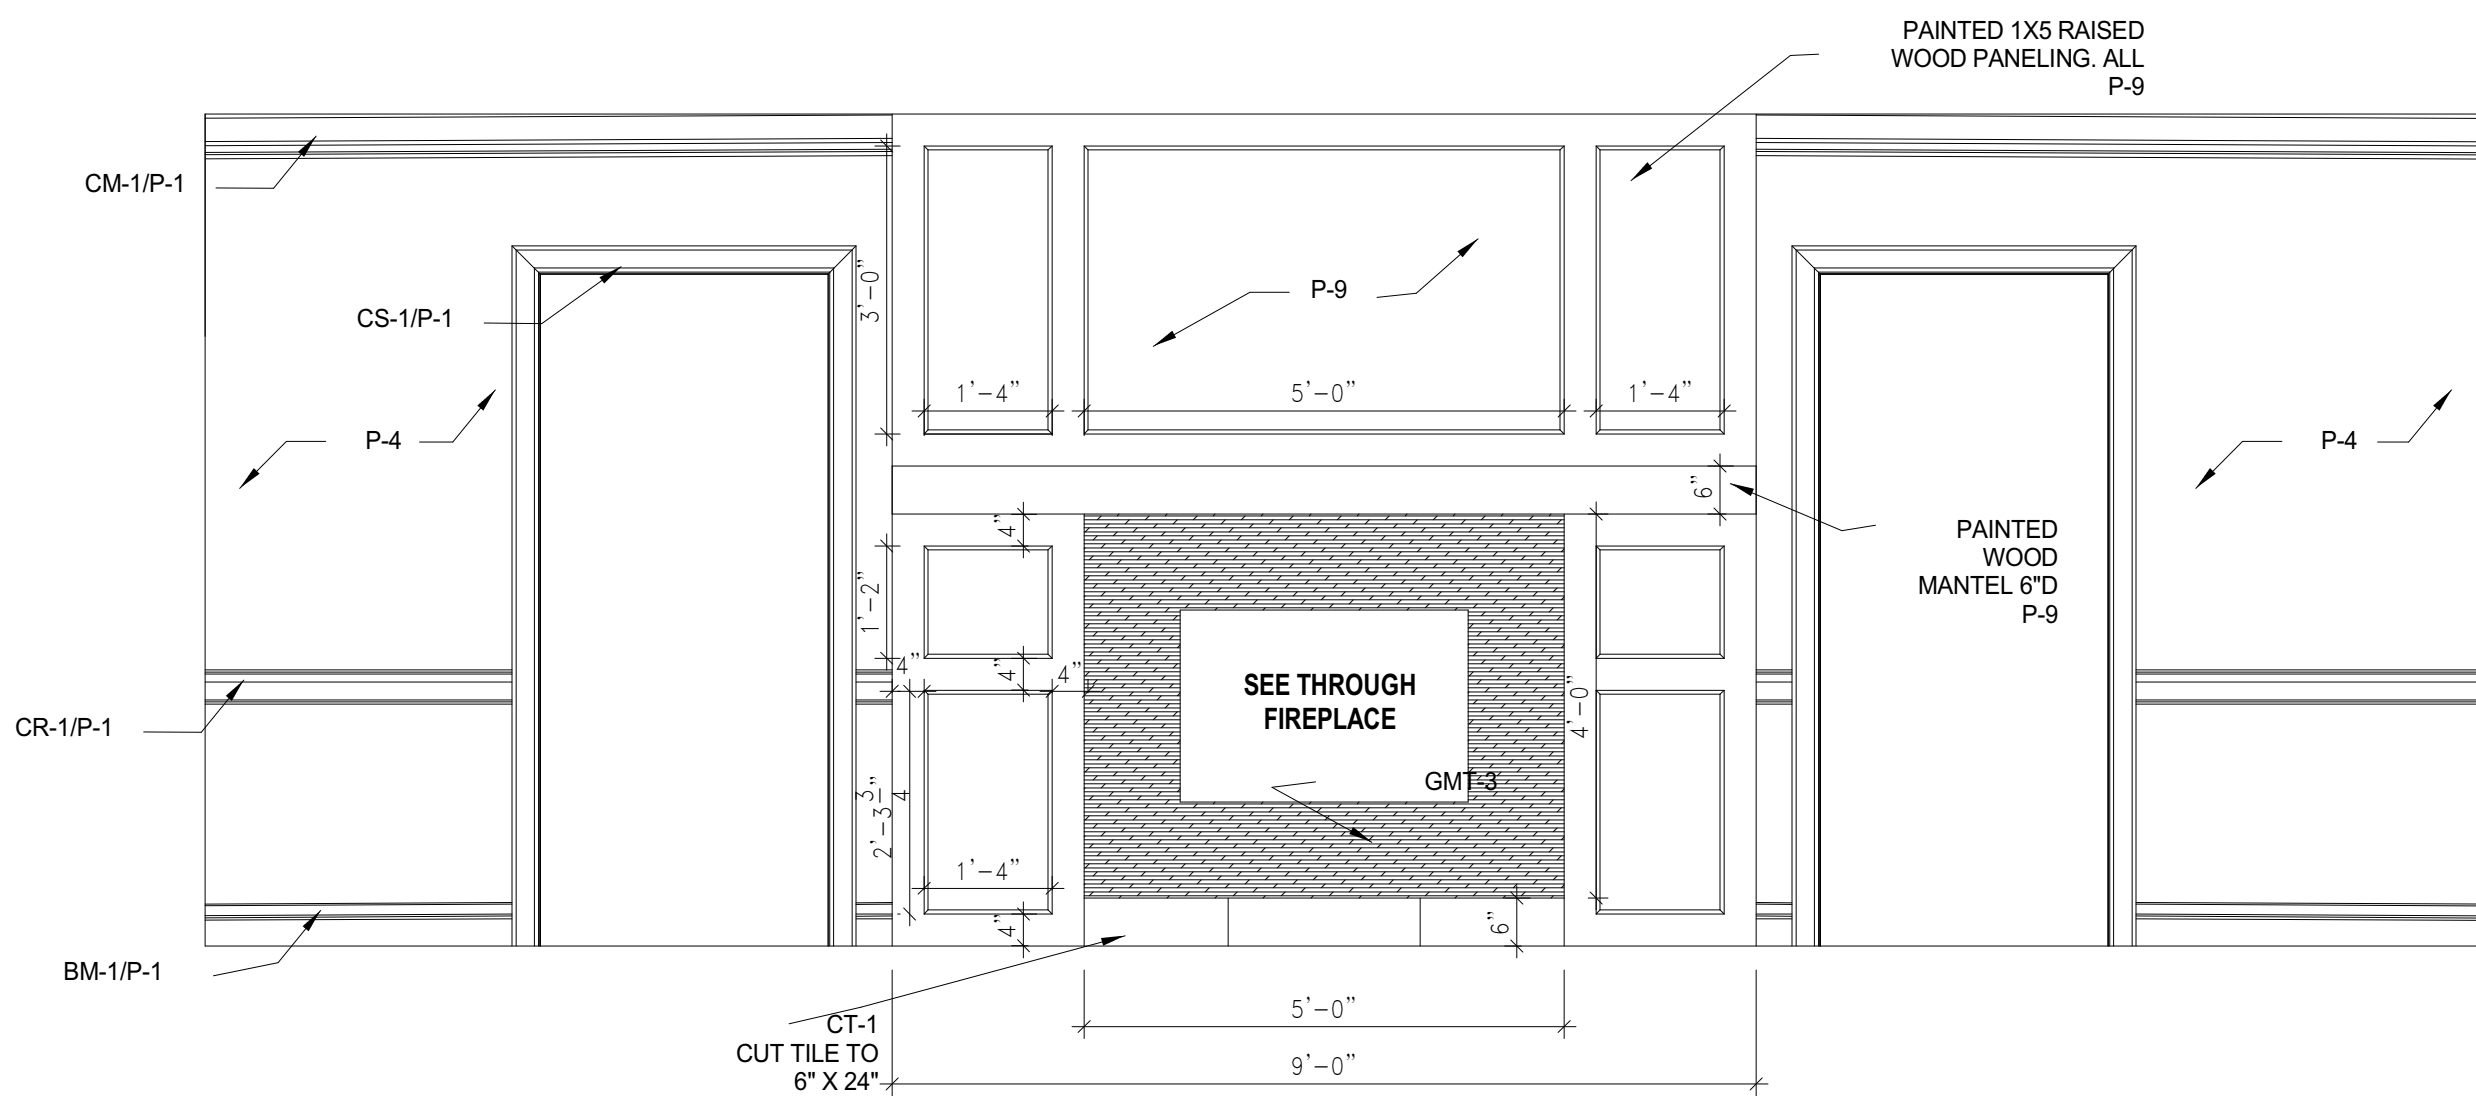 PAINTED 1X5 RAISED
WOOD PANELING. ALL
P-9
CM-1/P-1
CS-1/P-1
3'-0"
P-9
1'-4"
5'-0"
1'-4"
P-4
P-4
6"
4"
PAINTED
WOOD
MANTEL 6"D
P-9
1'-2"
4"
4"
4"
SEE THROUGH
FIREPLACE
4'-0"
CR-1/P-1
GMT-3
2'-3 3/4"
1'-4"
4"
6"
BM-1/P-1
CT-1
CUT TILE TO
6" X 24"
5'-0"
9'-0"